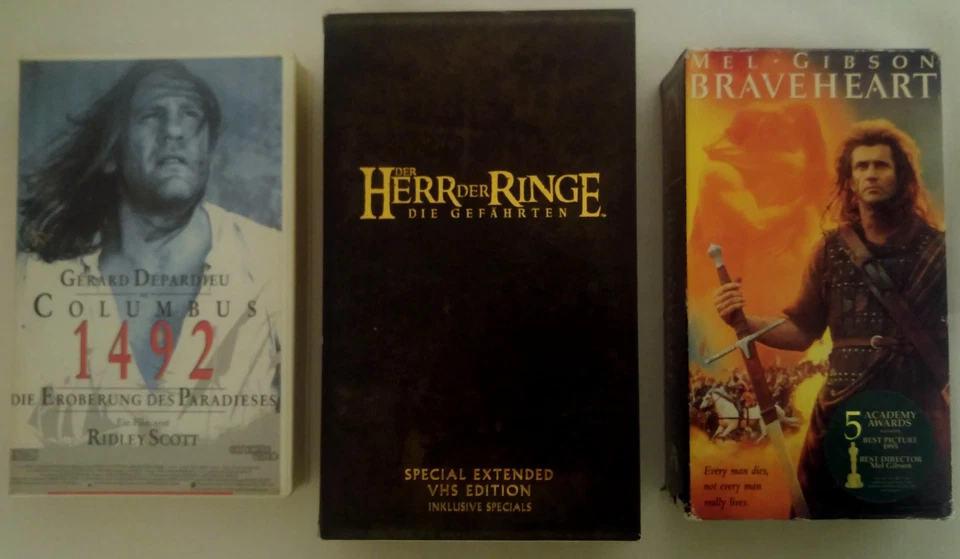 GÉRARD DEPARDIEU
COLUMBUS
1492
DIE EROBERUNG DES PARADIESES
Ein Film von
RIDLEY SCOTT
DER
HERR DER RINGE
DIE GEFÄHRTEN
SPECIAL EXTENDED
VHS EDITION
INKLUSIVE SPECIALS
MEL·GIBSON
BRAVEHEART
5 ACADEMY
AWARDS
BEST PICTURE
1995
BEST DIRECTOR
Mel Gibson
Every man dies,
not every man
really lives.